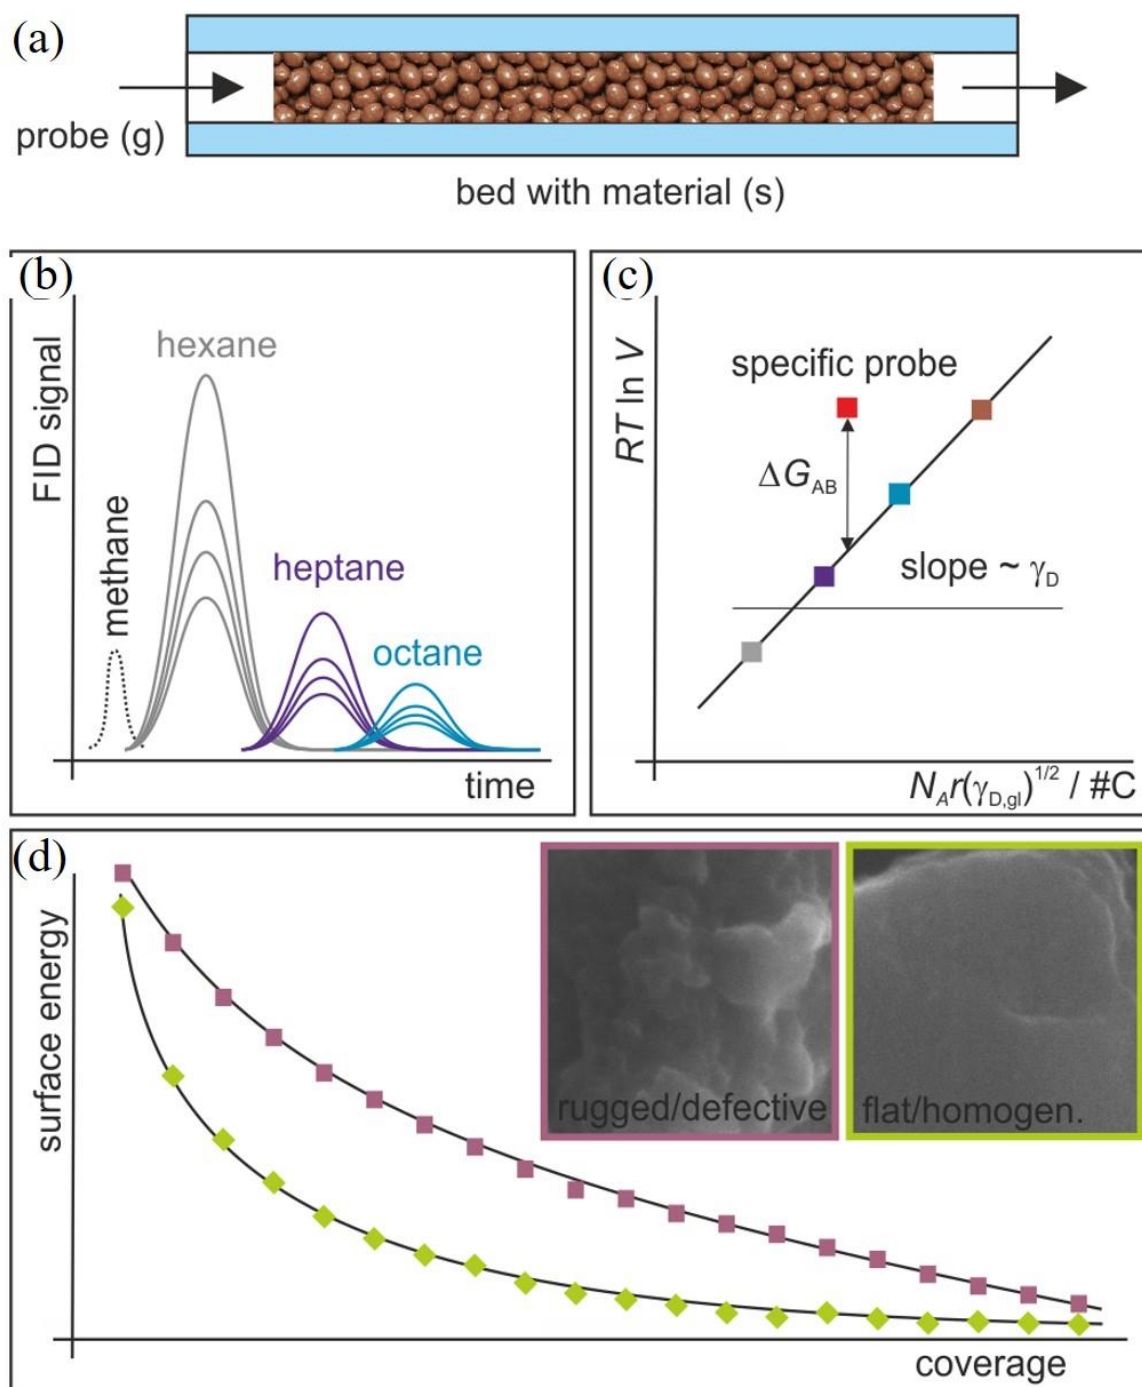 (a)
probe (g)
bed with material (s)
(b)
FID signal
methane
hexane
heptane
octane
time
(c)
RT ln V
specific probe
ΔG_AB
slope ~ γ_D
N_A r(γ_D,gl)^1/2 / #C
(d)
surface energy
rugged/defective
flat/homogen.
coverage